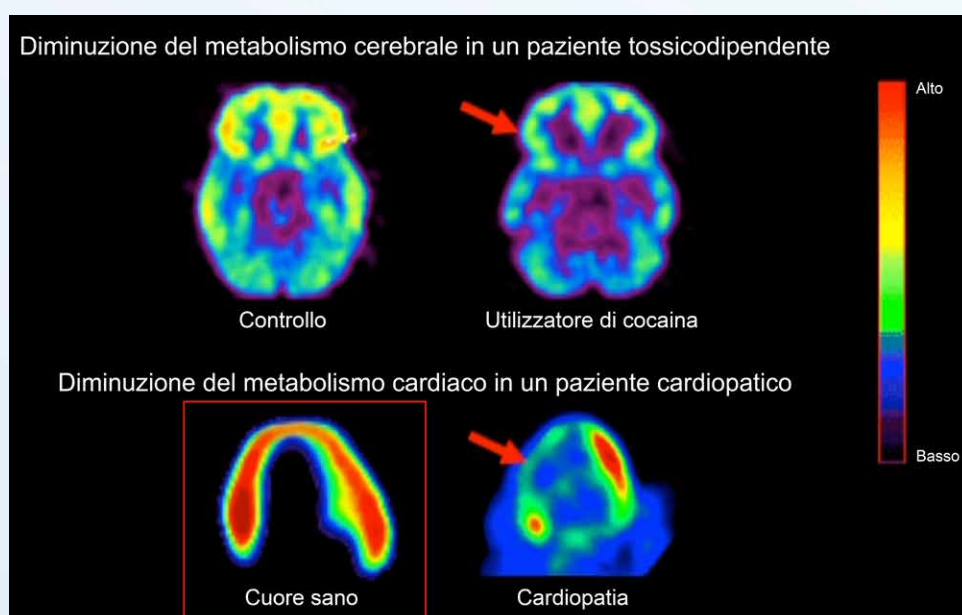 Diminuzione del metabolismo cerebrale in un paziente tossicodipendente
Alto
Controllo
Utilizzatore di cocaina
Diminuzione del metabolismo cardiaco in un paziente cardiopatico
Basso
Cuore sano
Cardiopatia